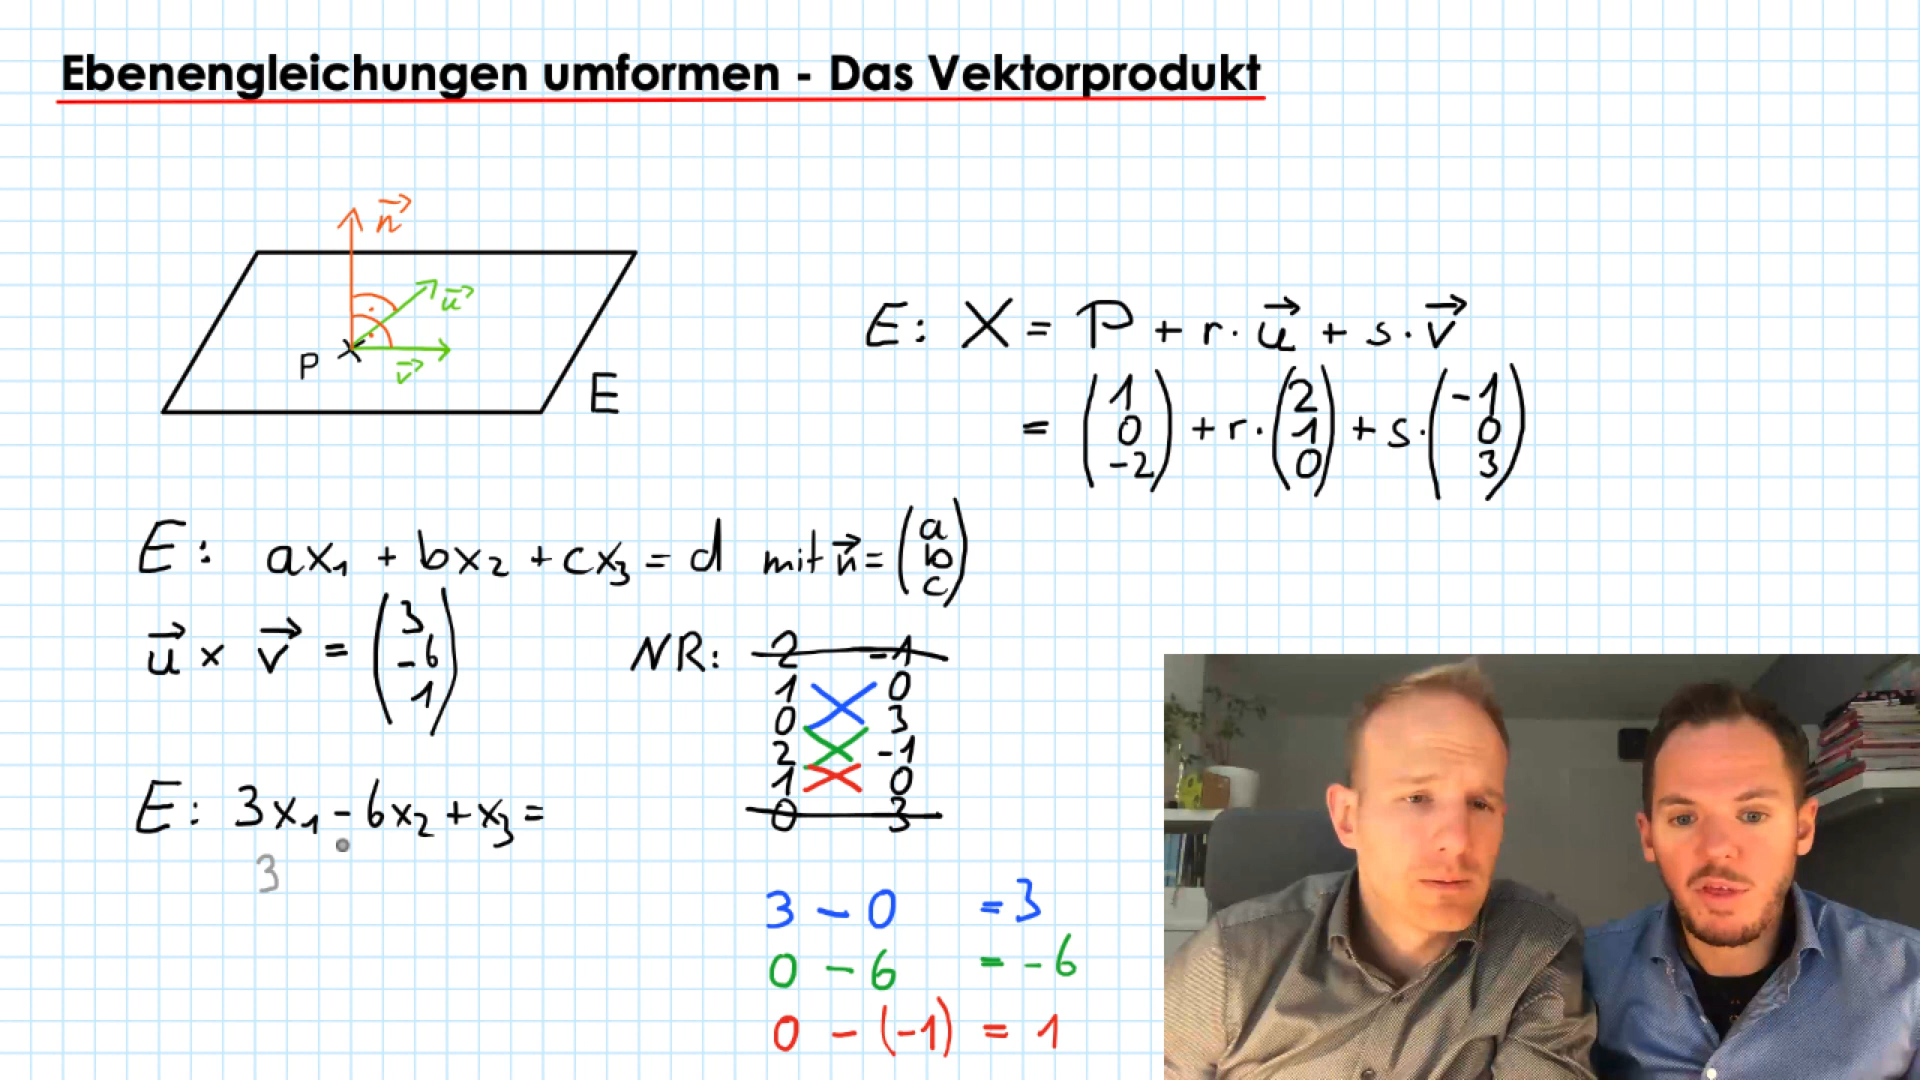 Ebenengleichungen umformen - Das Vektorprodukt
n⃗
u⃗
P
v⃗
E
E: X = P + r · u⃗ + s · v⃗
= (1 0 -2) + r · (2 1 0) + s · (-1 0 3)
E: ax₁ + bx₂ + cx₃ = d mit n⃗ = (a b c)
u⃗ × v⃗ = (3 -6 1)
NR:
2 -1
1 0
0 3
2 -1
1 0
0 3
E: 3x₁ - 6x₂ + x₃ =
3
3 - 0 = 3
0 - 6 = -6
0 - (-1) = 1